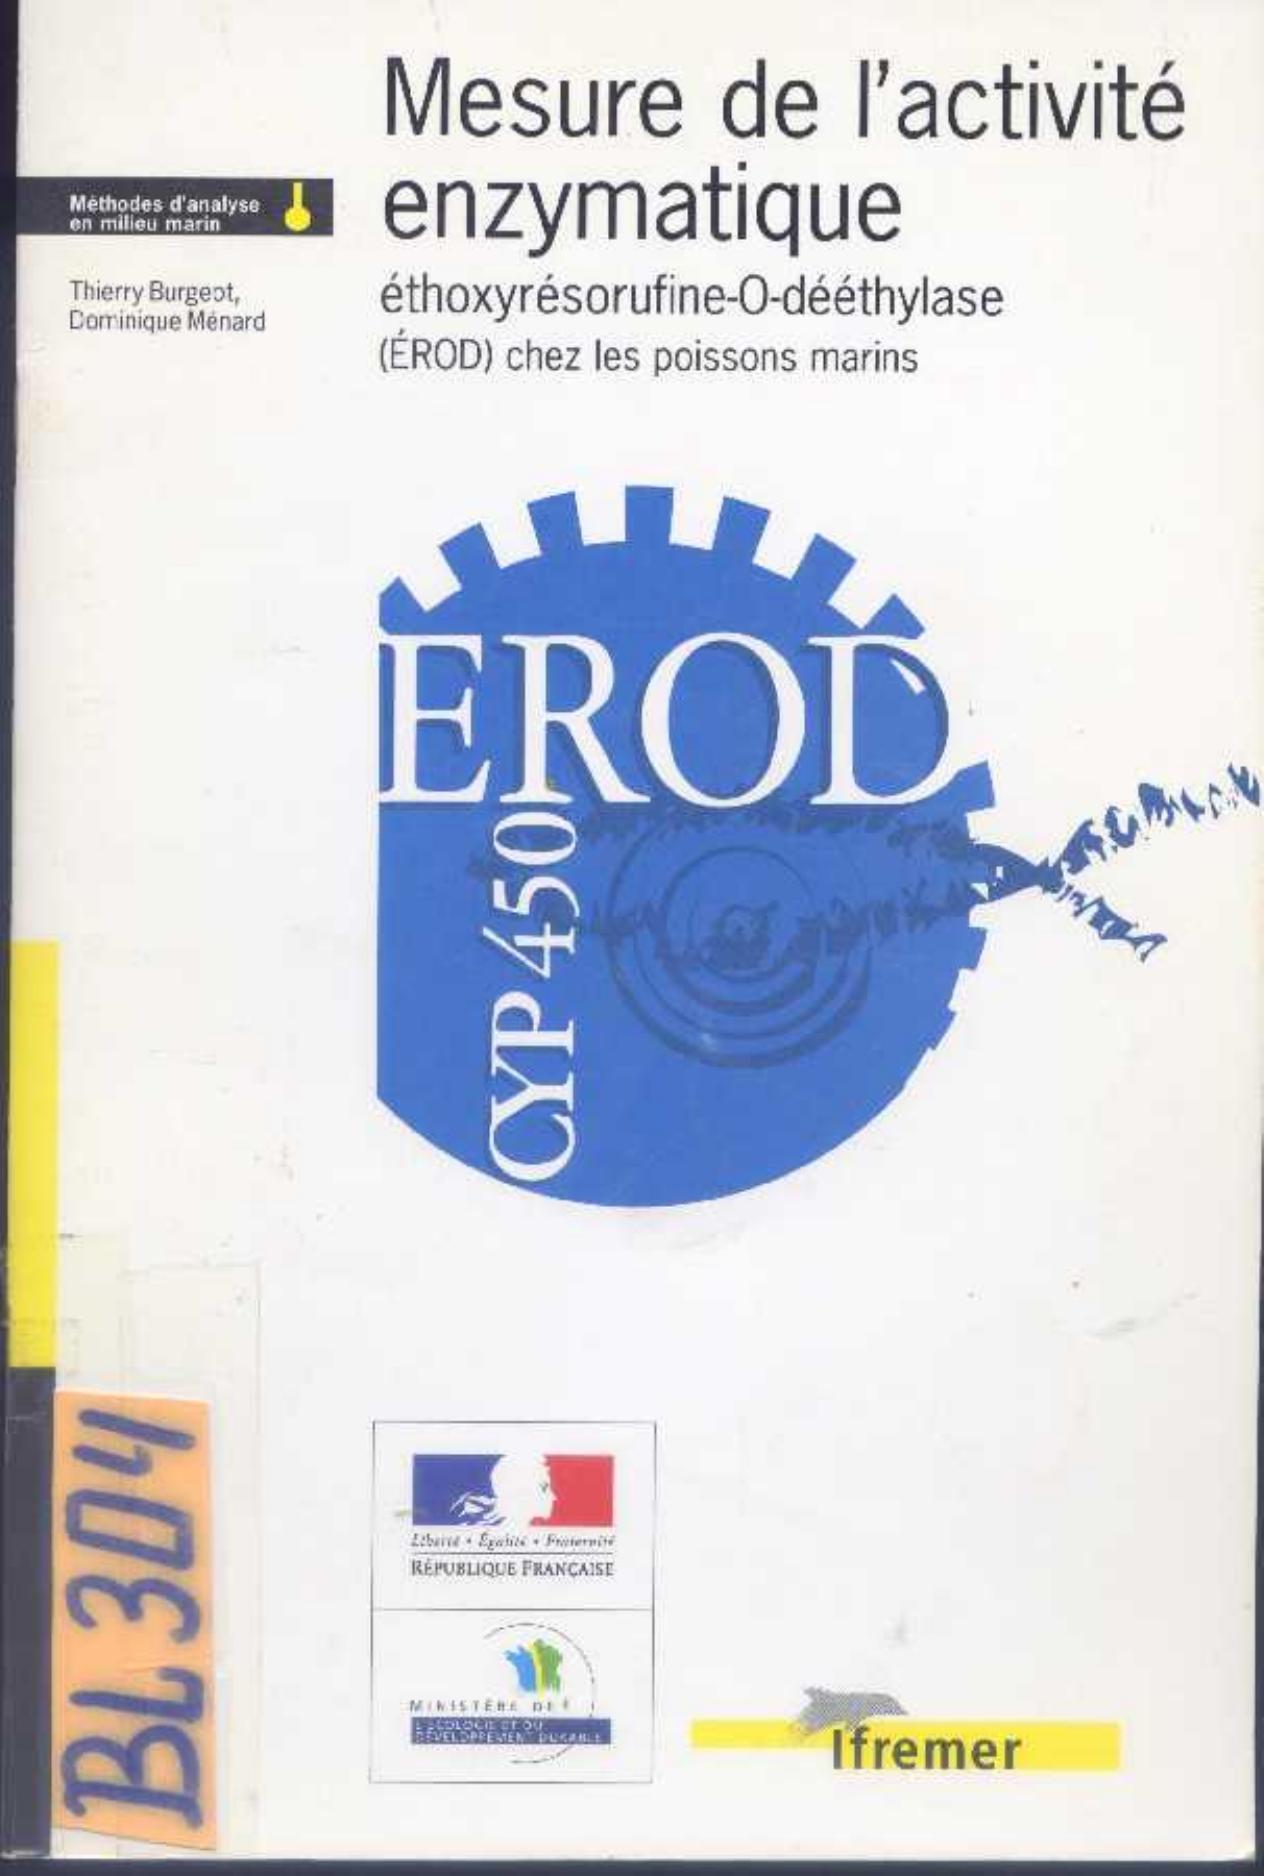 Mesure de l'activité
enzymatique
éthoxyrésorufine-O-dééthylase
(ÉROD) chez les poissons marins
Méthodes d'analyse
en milieu marin
Thierry Burgeot,
Dominique Ménard
EROD
CYP 450
BL 304
Liberté • Égalité • Fraternité
RÉPUBLIQUE FRANÇAISE
MINISTÈRE DE
L'ÉCOLOGIE ET DU
DÉVELOPPEMENT DURABLE
Ifremer